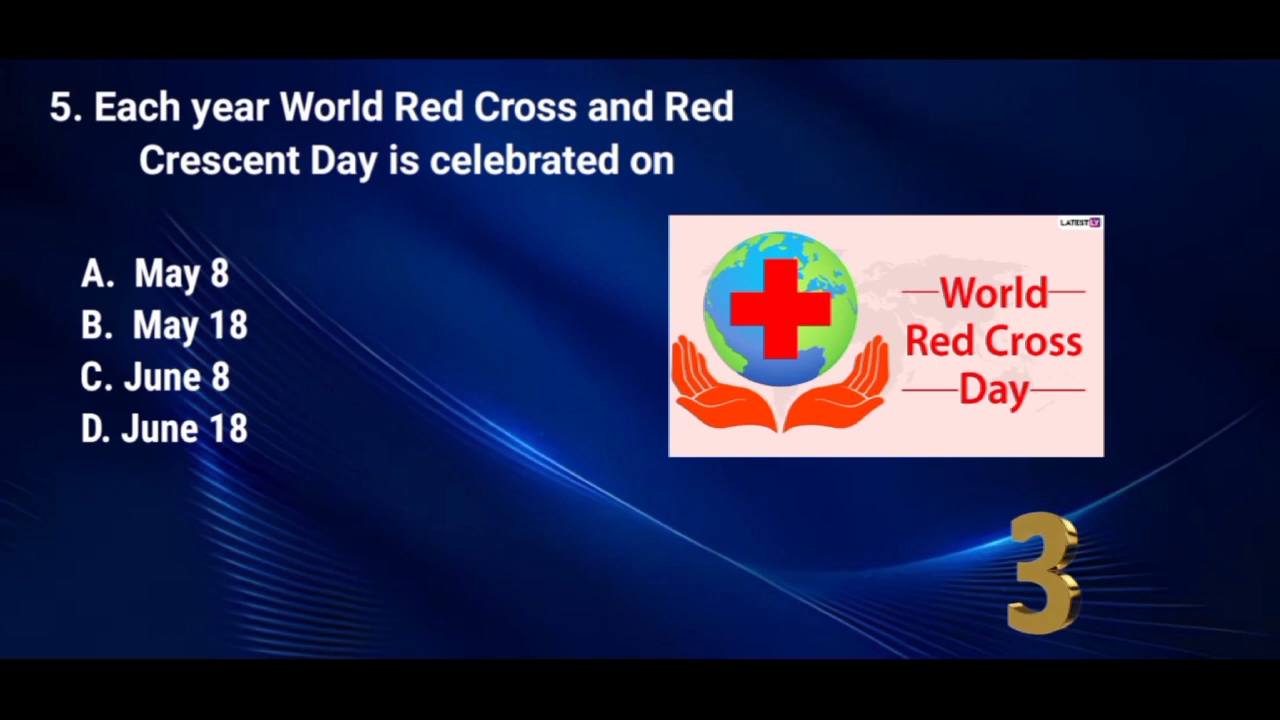 5. Each year World Red Cross and Red
Crescent Day is celebrated on
A. May 8
B. May 18
C. June 8
D. June 18
LATESTLY
World
Red Cross
Day
3